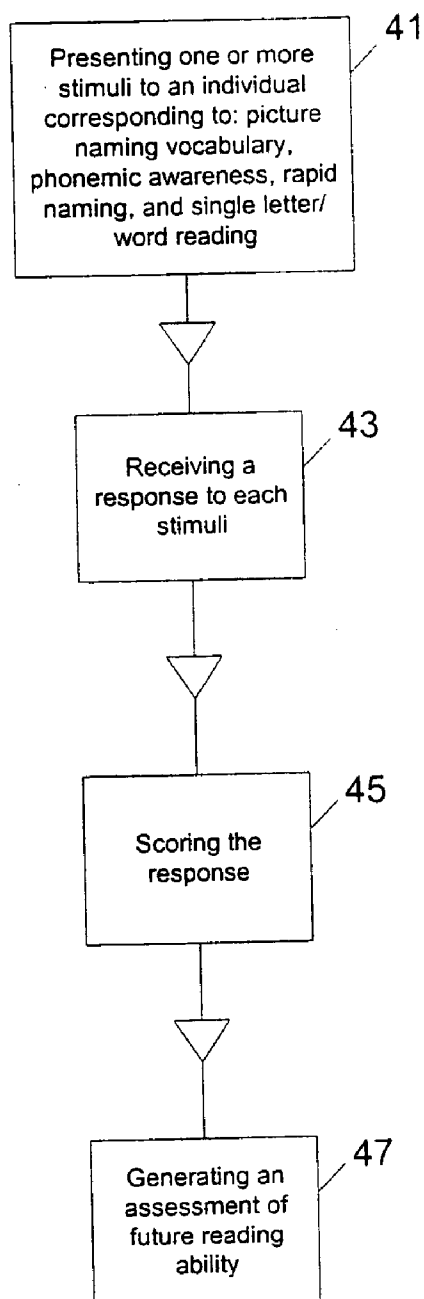 41
Presenting one or more
stimuli to an individual
corresponding to: picture
naming vocabulary,
phonemic awareness, rapid
naming, and single letter/
word reading
43
Receiving a
response to each
stimuli
45
Scoring the
response
47
Generating an
assessment of
future reading
ability